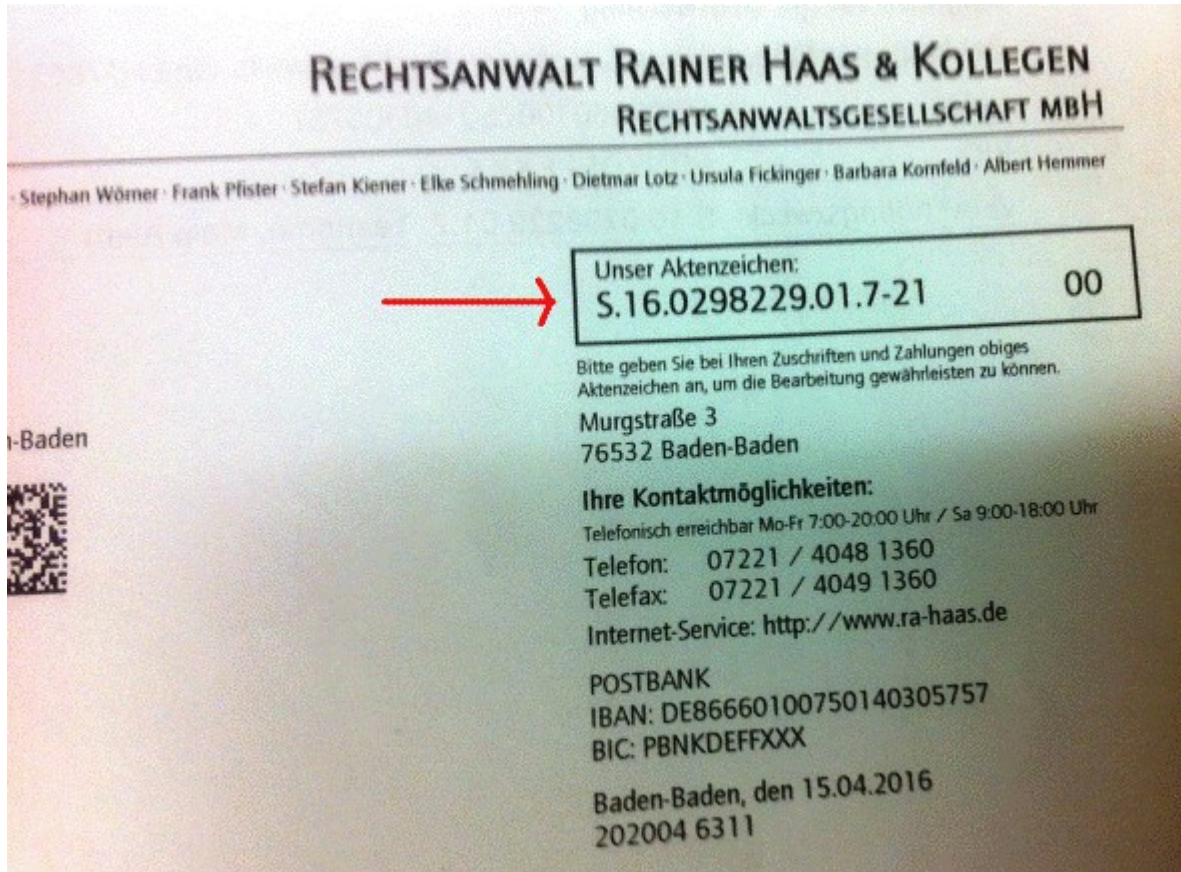 RECHTSANWALT RAINER HAAS & KOLLEGEN
RECHTSANWALTSGESELLSCHAFT MBH
· Stephan Wörner · Frank Pfister · Stefan Kiener · Elke Schmehling · Dietmar Lotz · Ursula Fickinger · Barbara Kornfeld · Albert Hemmer
Unser Aktenzeichen:
S.16.0298229.01.7-21 00
Bitte geben Sie bei Ihren Zuschriften und Zahlungen obiges
Aktenzeichen an, um die Bearbeitung gewährleisten zu können.
Murgstraße 3
76532 Baden-Baden
-Baden
Ihre Kontaktmöglichkeiten:
Telefonisch erreichbar Mo-Fr 7:00-20:00 Uhr / Sa 9:00-18:00 Uhr
Telefon: 07221 / 4048 1360
Telefax: 07221 / 4049 1360
Internet-Service: http://www.ra-haas.de
POSTBANK
IBAN: DE86660100750140305757
BIC: PBNKDEFFXXX
Baden-Baden, den 15.04.2016
202004 6311